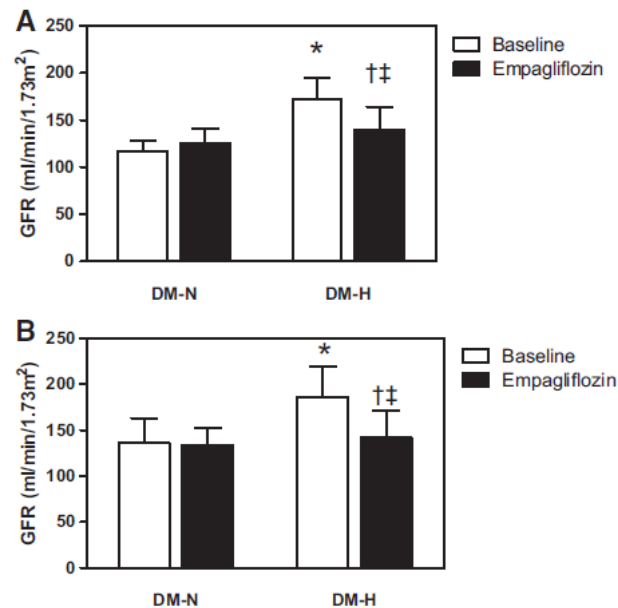 A
250
200
150
100
50
0
GFR (ml/min/1.73m²)
*
†‡
DM-N DM-H
Baseline
Empagliflozin
B
250
200
150
100
50
0
GFR (ml/min/1.73m²)
*
†‡
DM-N DM-H
Baseline
Empagliflozin